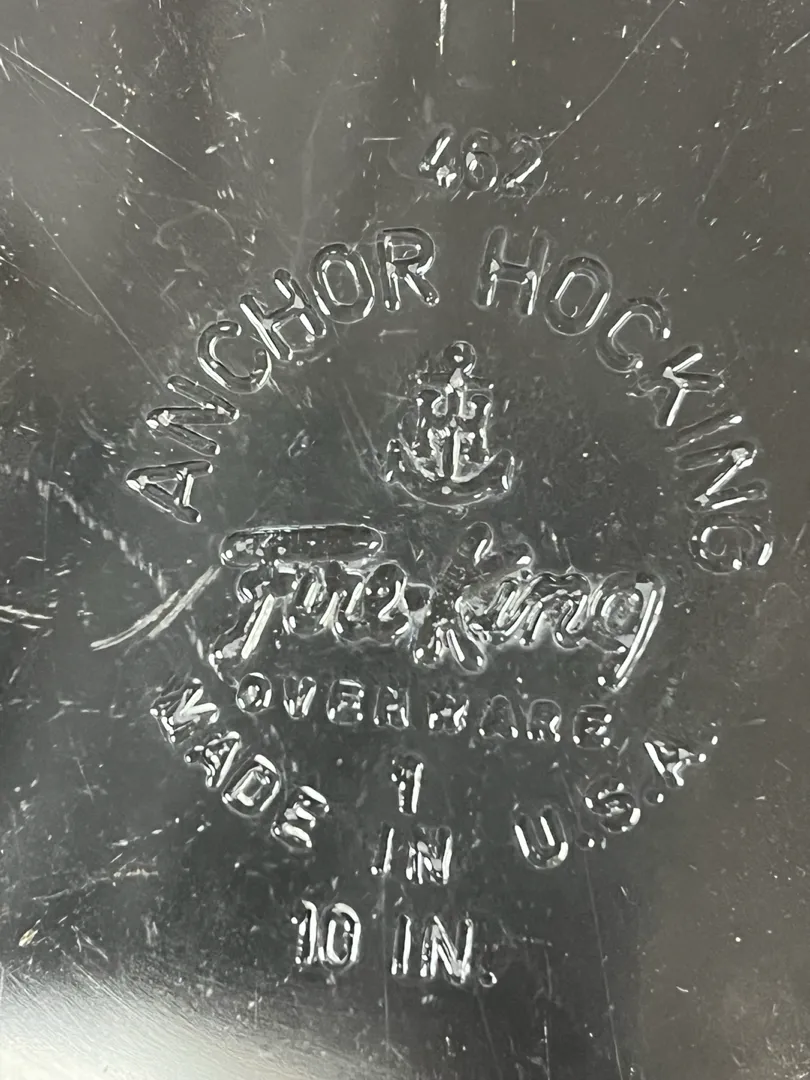 462
ANCHOR HOCKING
Fire King
OVENWARE
MADE IN U.S.A.
1
10 IN.